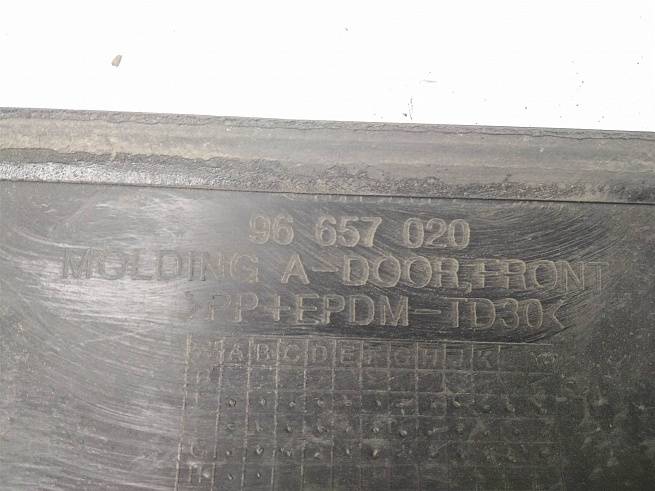 96 657 020
MOLDING A-DOOR,FRONT
>PP+EPDM-TD30<
A B C D E F G H K